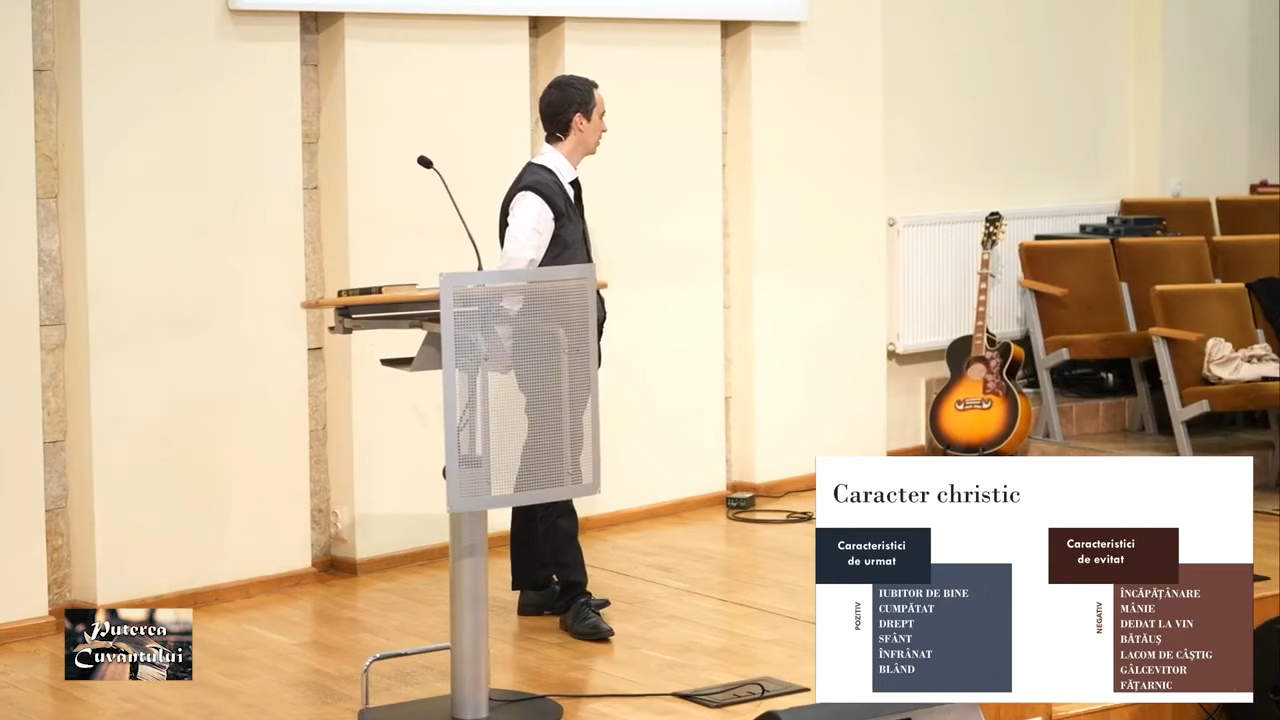 Caracter christic
Caracteristici
de urmat
POZITIV
IUBITOR DE BINE
CUMPĂTAT
DREPT
SFÂNT
ÎNFRÂNAT
BLÂND
Caracteristici
de evitat
NEGATIV
ÎNCĂPĂȚÂNARE
MÂNIE
DEDAT LA VIN
BĂTĂUȘ
LACOM DE CÂȘTIG
GÂLCEVITOR
FĂȚARNIC
Puterea
Cuvântului